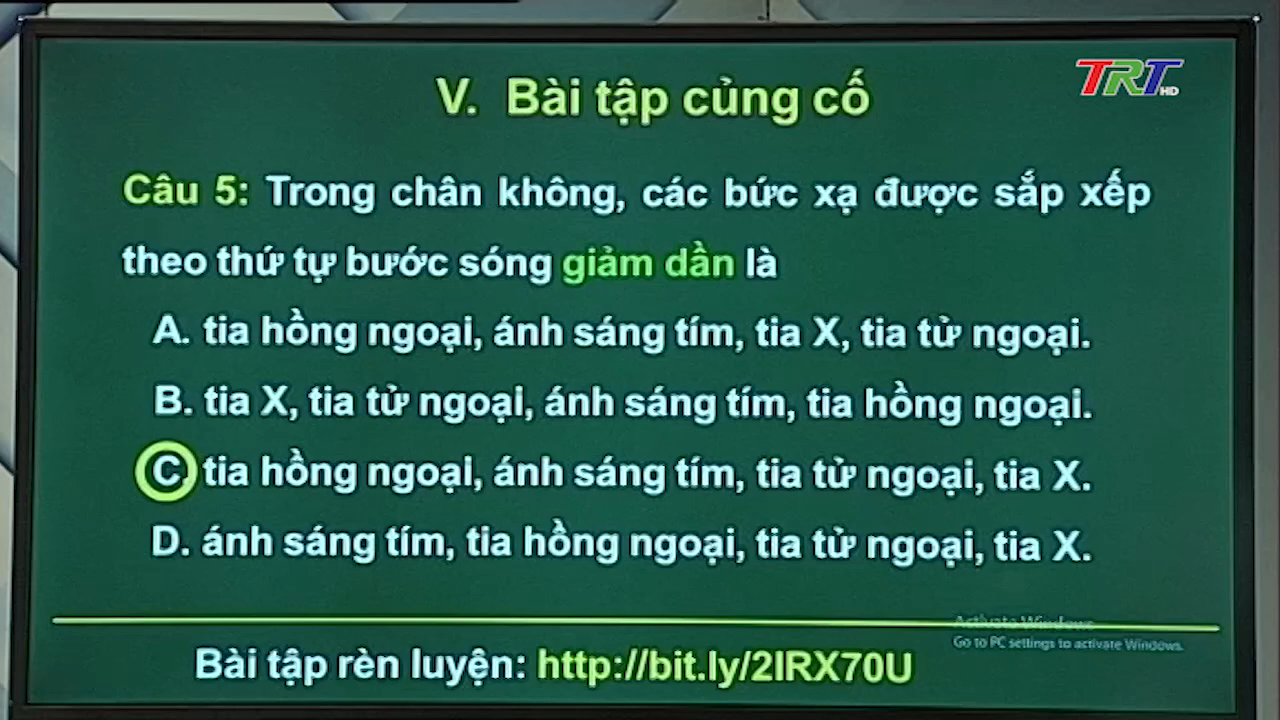 V. Bài tập củng cố
TRT HD
Câu 5: Trong chân không, các bức xạ được sắp xếp
theo thứ tự bước sóng giảm dần là
A. tia hồng ngoại, ánh sáng tím, tia X, tia tử ngoại.
B. tia X, tia tử ngoại, ánh sáng tím, tia hồng ngoại.
C. tia hồng ngoại, ánh sáng tím, tia tử ngoại, tia X.
D. ánh sáng tím, tia hồng ngoại, tia tử ngoại, tia X.
Activate Windows
Go to PC settings to activate Windows.
Bài tập rèn luyện: http://bit.ly/2IRX70U